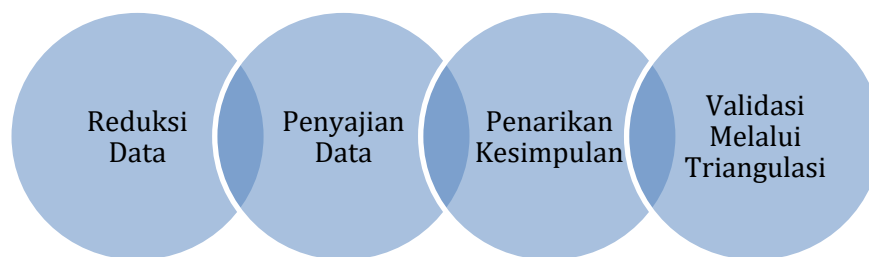 Reduksi
Data
Penyajian
Data
Penarikan
Kesimpulan
Validasi
Melalui
Triangulasi